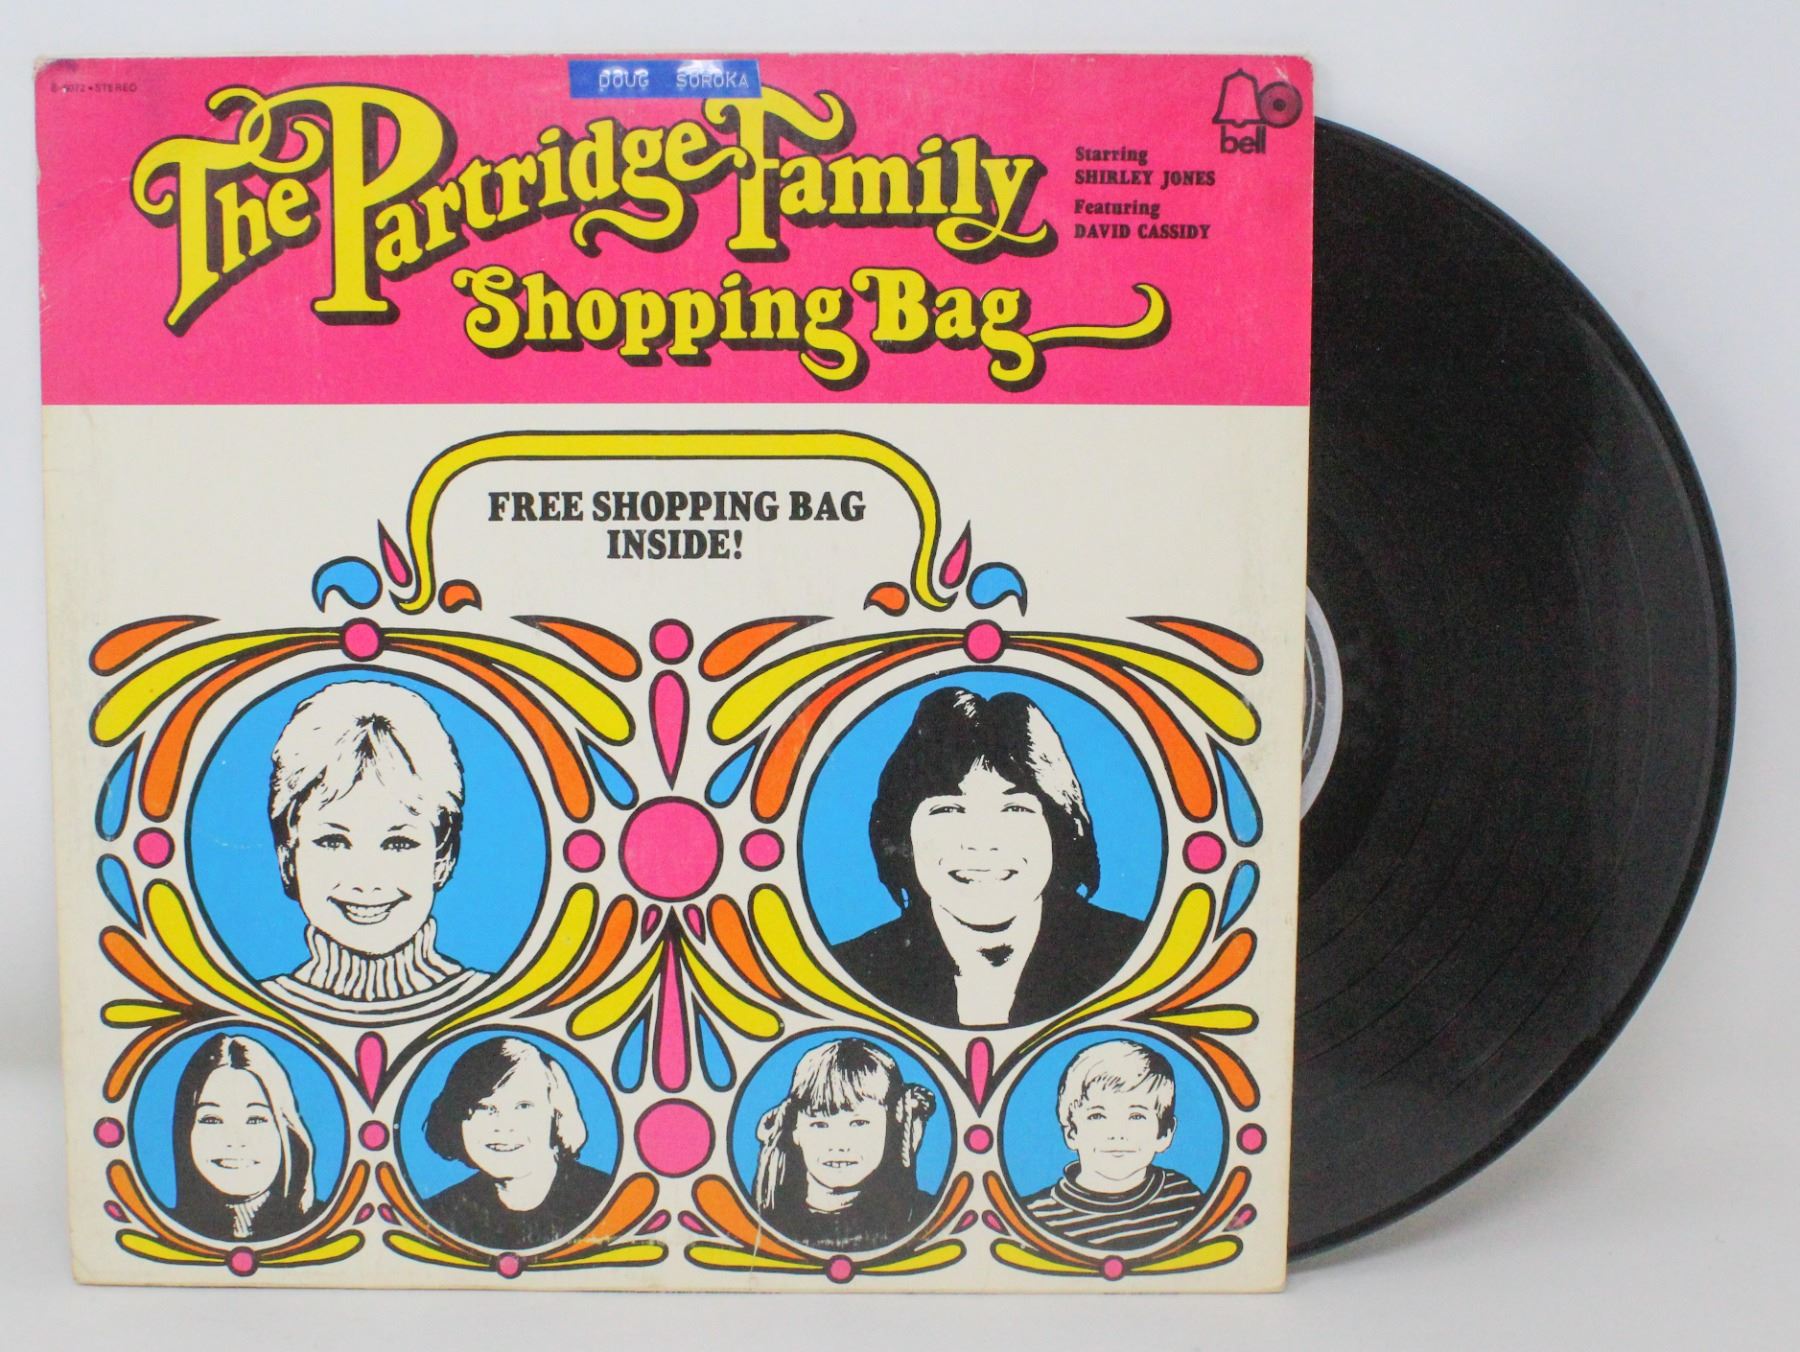 DOUG SOROKA
STEREO
The Partridge Family
Shopping Bag
Starring
SHIRLEY JONES
Featuring
DAVID CASSIDY
bell
FREE SHOPPING BAG
INSIDE!